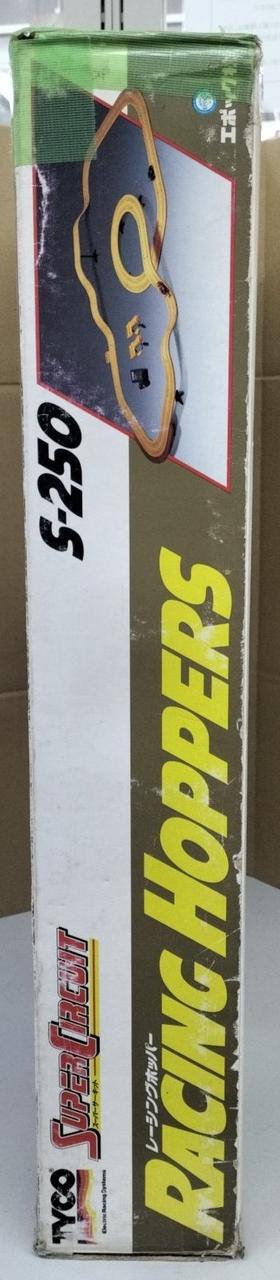 TYCO
Electric Racing Systems
SUPER CIRCUIT
スーパーサーキット
S-250
レーシングホッパー
RACING HOPPERS